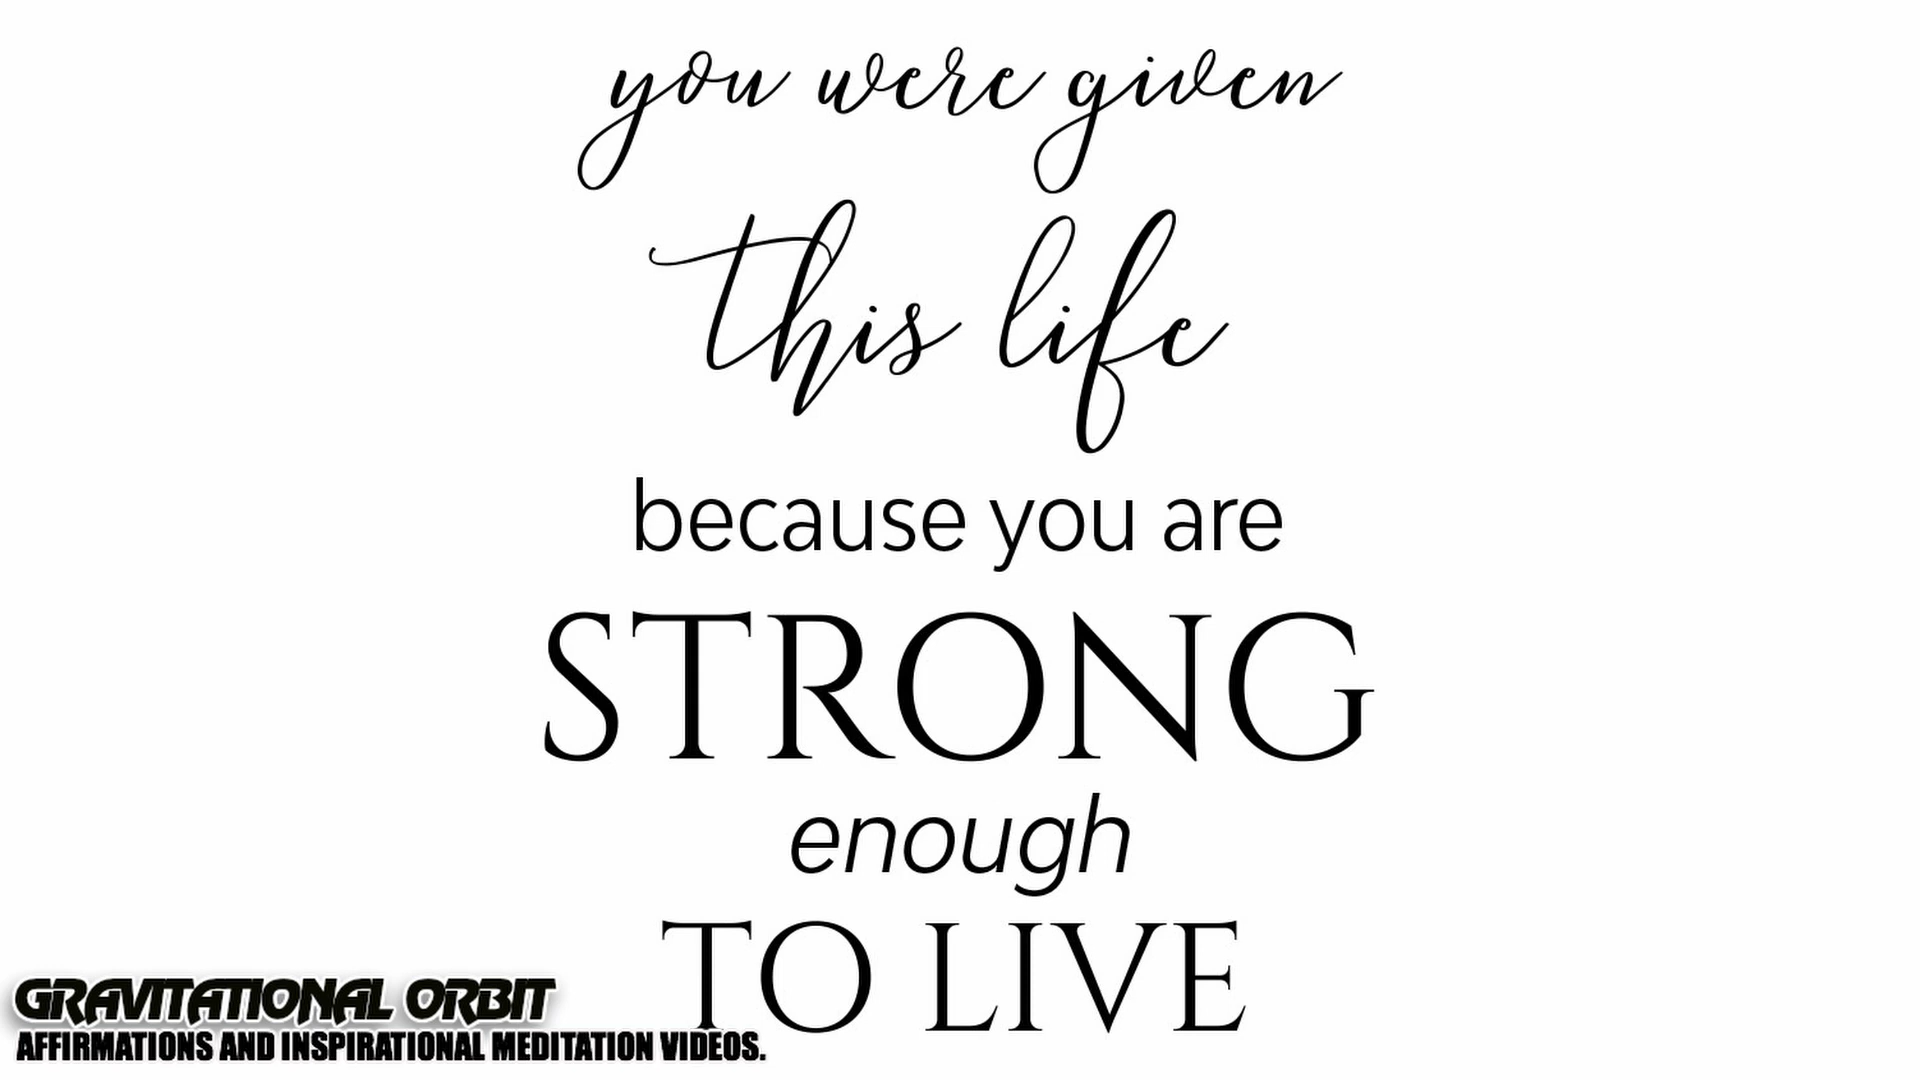 you were given
this life
because you are
STRONG
enough
TO LIVE
GRAVITATIONAL ORBIT
AFFIRMATIONS AND INSPIRATIONAL MEDITATION VIDEOS.